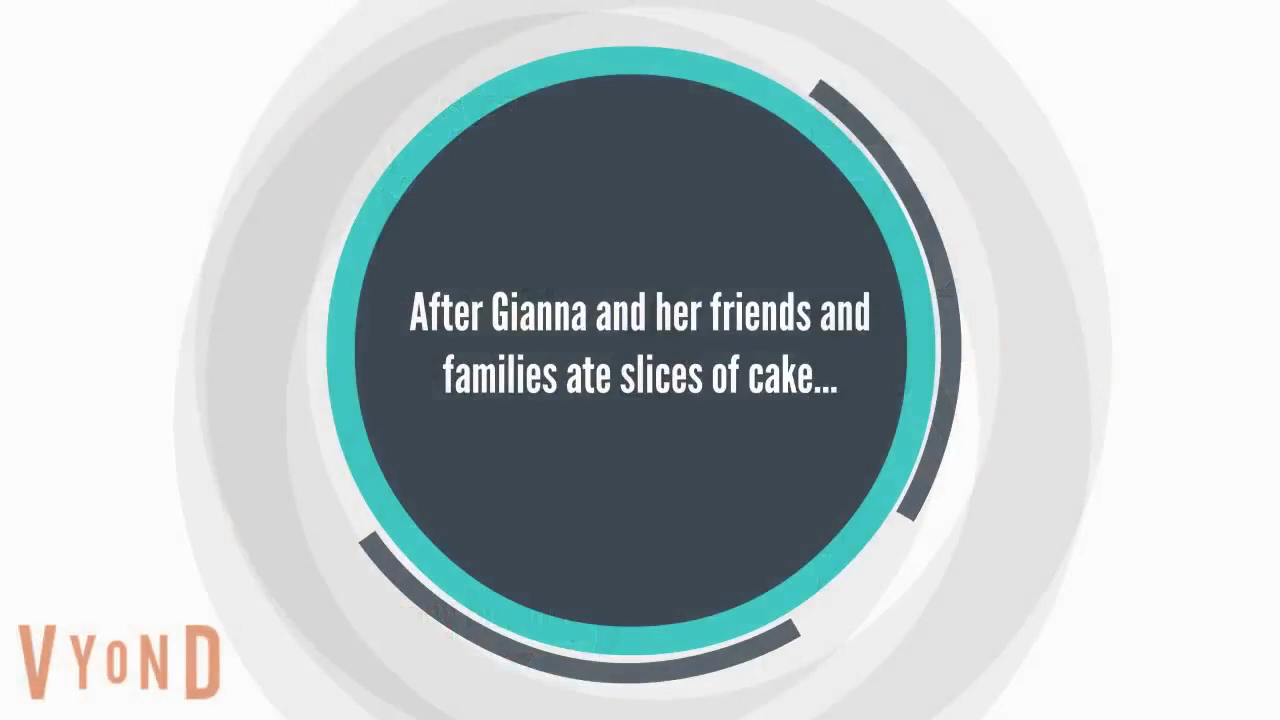 After Gianna and her friends and
families ate slices of cake...
VYOND